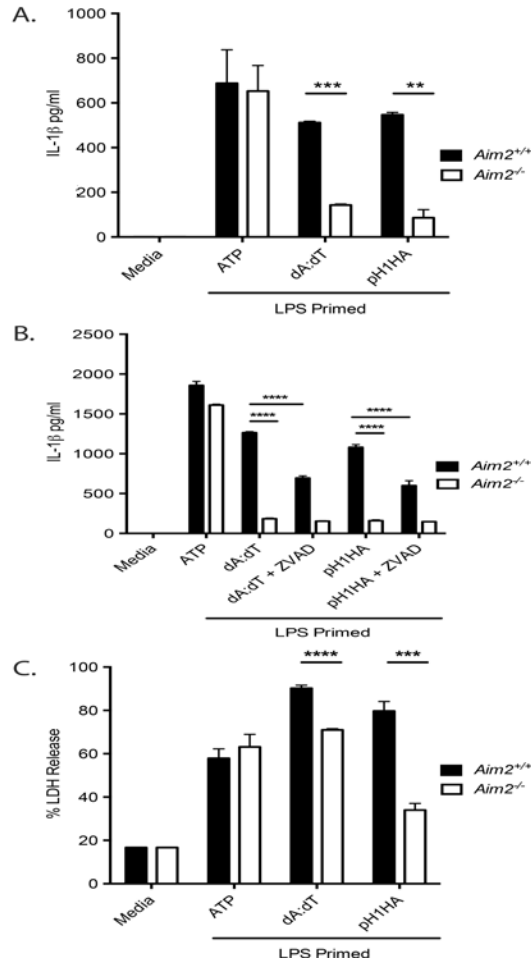 A.
1000
800
600
400
200
0
IL-1β pg/ml
***
**
Aim2+/+
Aim2-/-
Media
ATP
dA:dT
pH1HA
LPS Primed
B.
2500
2000
1500
1000
500
0
IL-1β pg/ml
****
****
****
****
Aim2+/+
Aim2-/-
Media
ATP
dA:dT
dA:dT + ZVAD
pH1HA
pH1HA + ZVAD
LPS Primed
C.
100
80
60
40
20
0
% LDH Release
****
***
Aim2+/+
Aim2-/-
Media
ATP
dA:dT
pH1HA
LPS Primed